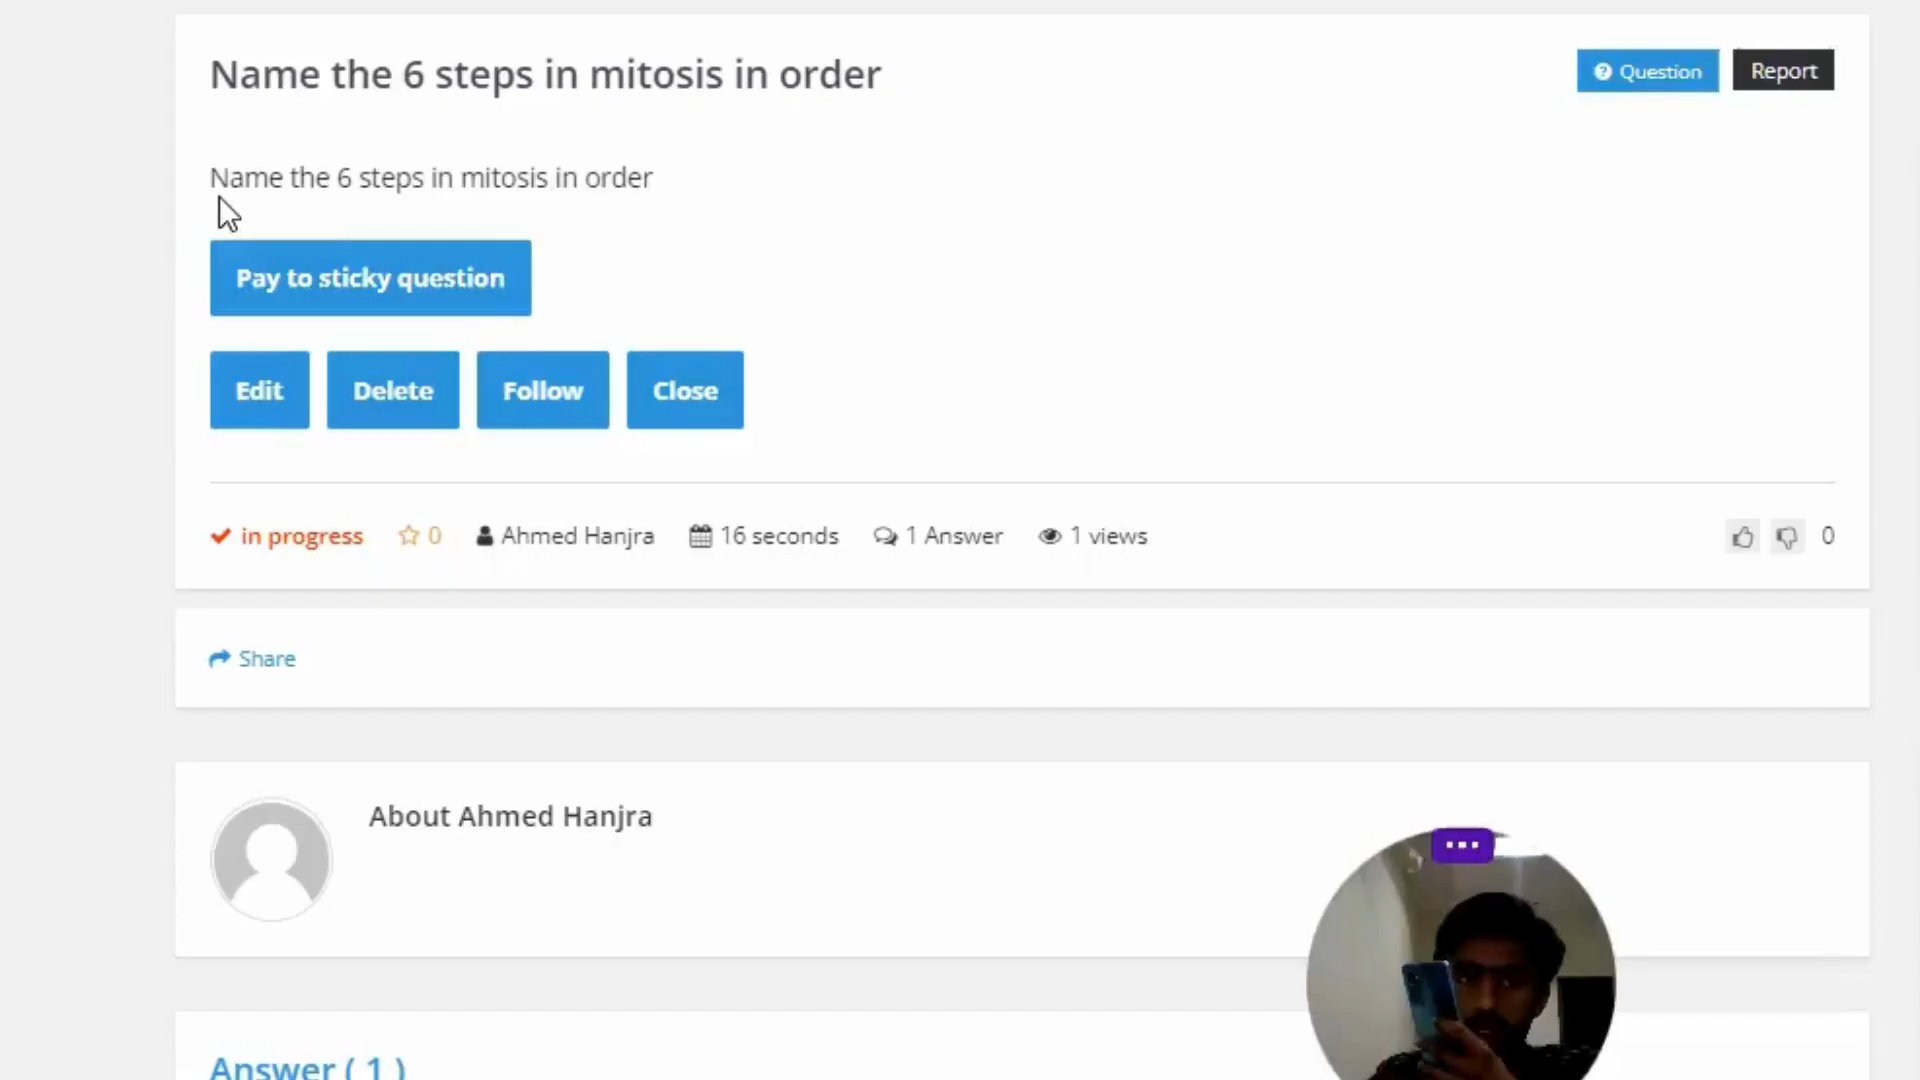 Name the 6 steps in mitosis in order
Question
Report
Name the 6 steps in mitosis in order
Pay to sticky question
Edit
Delete
Follow
Close
in progress
0
Ahmed Hanjra
16 seconds
1 Answer
1 views
0
Share
About Ahmed Hanjra
Answer ( 1 )